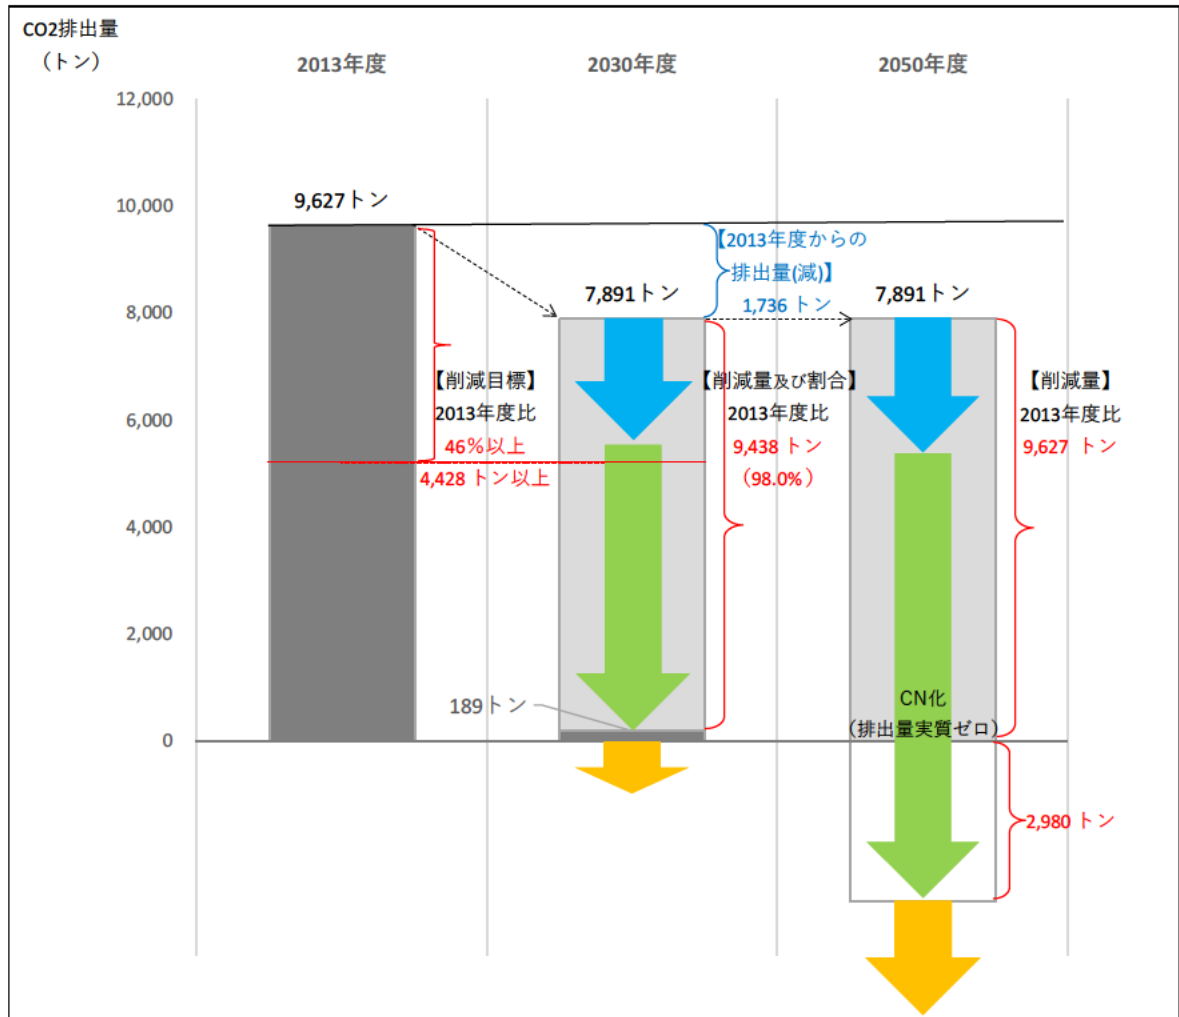 CO2排出量
（トン）
2013年度
2030年度
2050年度
12,000
10,000
8,000
6,000
4,000
2,000
0
9,627トン
【2013年度からの
排出量(減)】
1,736 トン
7,891トン
7,891トン
【削減目標】
2013年度比
46%以上
4,428 トン以上
【削減量及び割合】
2013年度比
9,438 トン
（98.0%）
【削減量】
2013年度比
9,627 トン
189トン
CN化
（排出量実質ゼロ）
2,980 トン